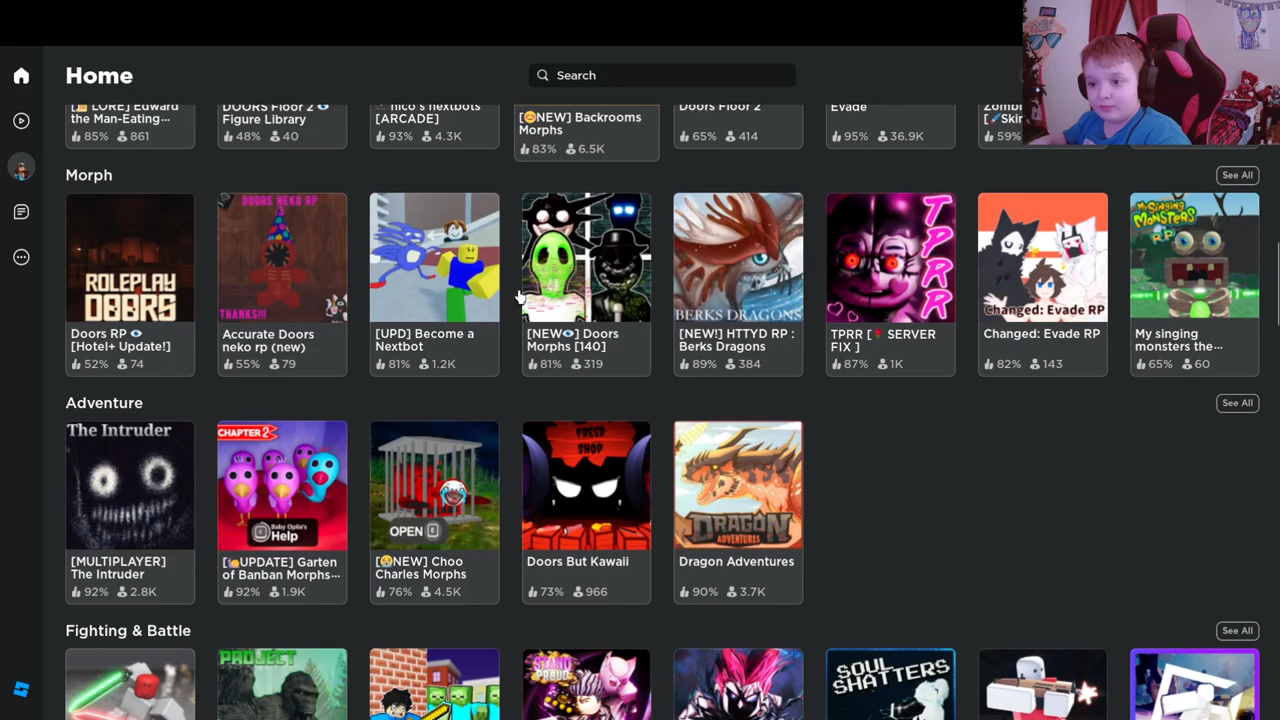 Home
Search
[ LORE] Edward
the Man-Eating...
85% 861
DOORS Floor 2
Figure Library
48% 40
nico's nextbots
[ARCADE]
93% 4.3K
[NEW] Backrooms
Morphs
83% 6.5K
Doors Floor 2
65% 414
Evade
95% 36.9K
59%
Morph
See All
ROLEPLAY
DOORS
Doors RP
[Hotel+ Update!]
52% 74
DOORS NEKO RP
THANKS!!!
Accurate Doors
neko rp (new)
55% 79
[UPD] Become a
Nextbot
81% 1.2K
[NEW] Doors
Morphs [140]
81% 319
BERKS DRAGONS
[NEW!] HTTYD RP :
Berks Dragons
89% 384
TPRR
TPRR [ SERVER
FIX ]
87% 1K
Changed: Evade RP
Changed: Evade RP
82% 143
My Singing
MONSTERS
R.P
My singing
monsters the...
65% 60
Adventure
See All
The Intruder
[MULTIPLAYER]
The Intruder
92% 2.8K
CHAPTER 2
Baby Opila's
Help
[UPDATE] Garten
of Banban Morphs...
92% 1.9K
OPEN E
[NEW] Choo
Charles Morphs
76% 4.5K
SHOP
Doors But Kawaii
73% 966
DRAGON
ADVENTURES
Dragon Adventures
90% 3.7K
Fighting & Battle
See All
PROJECT
STAND
PROUD
SOUL
SHATTERS